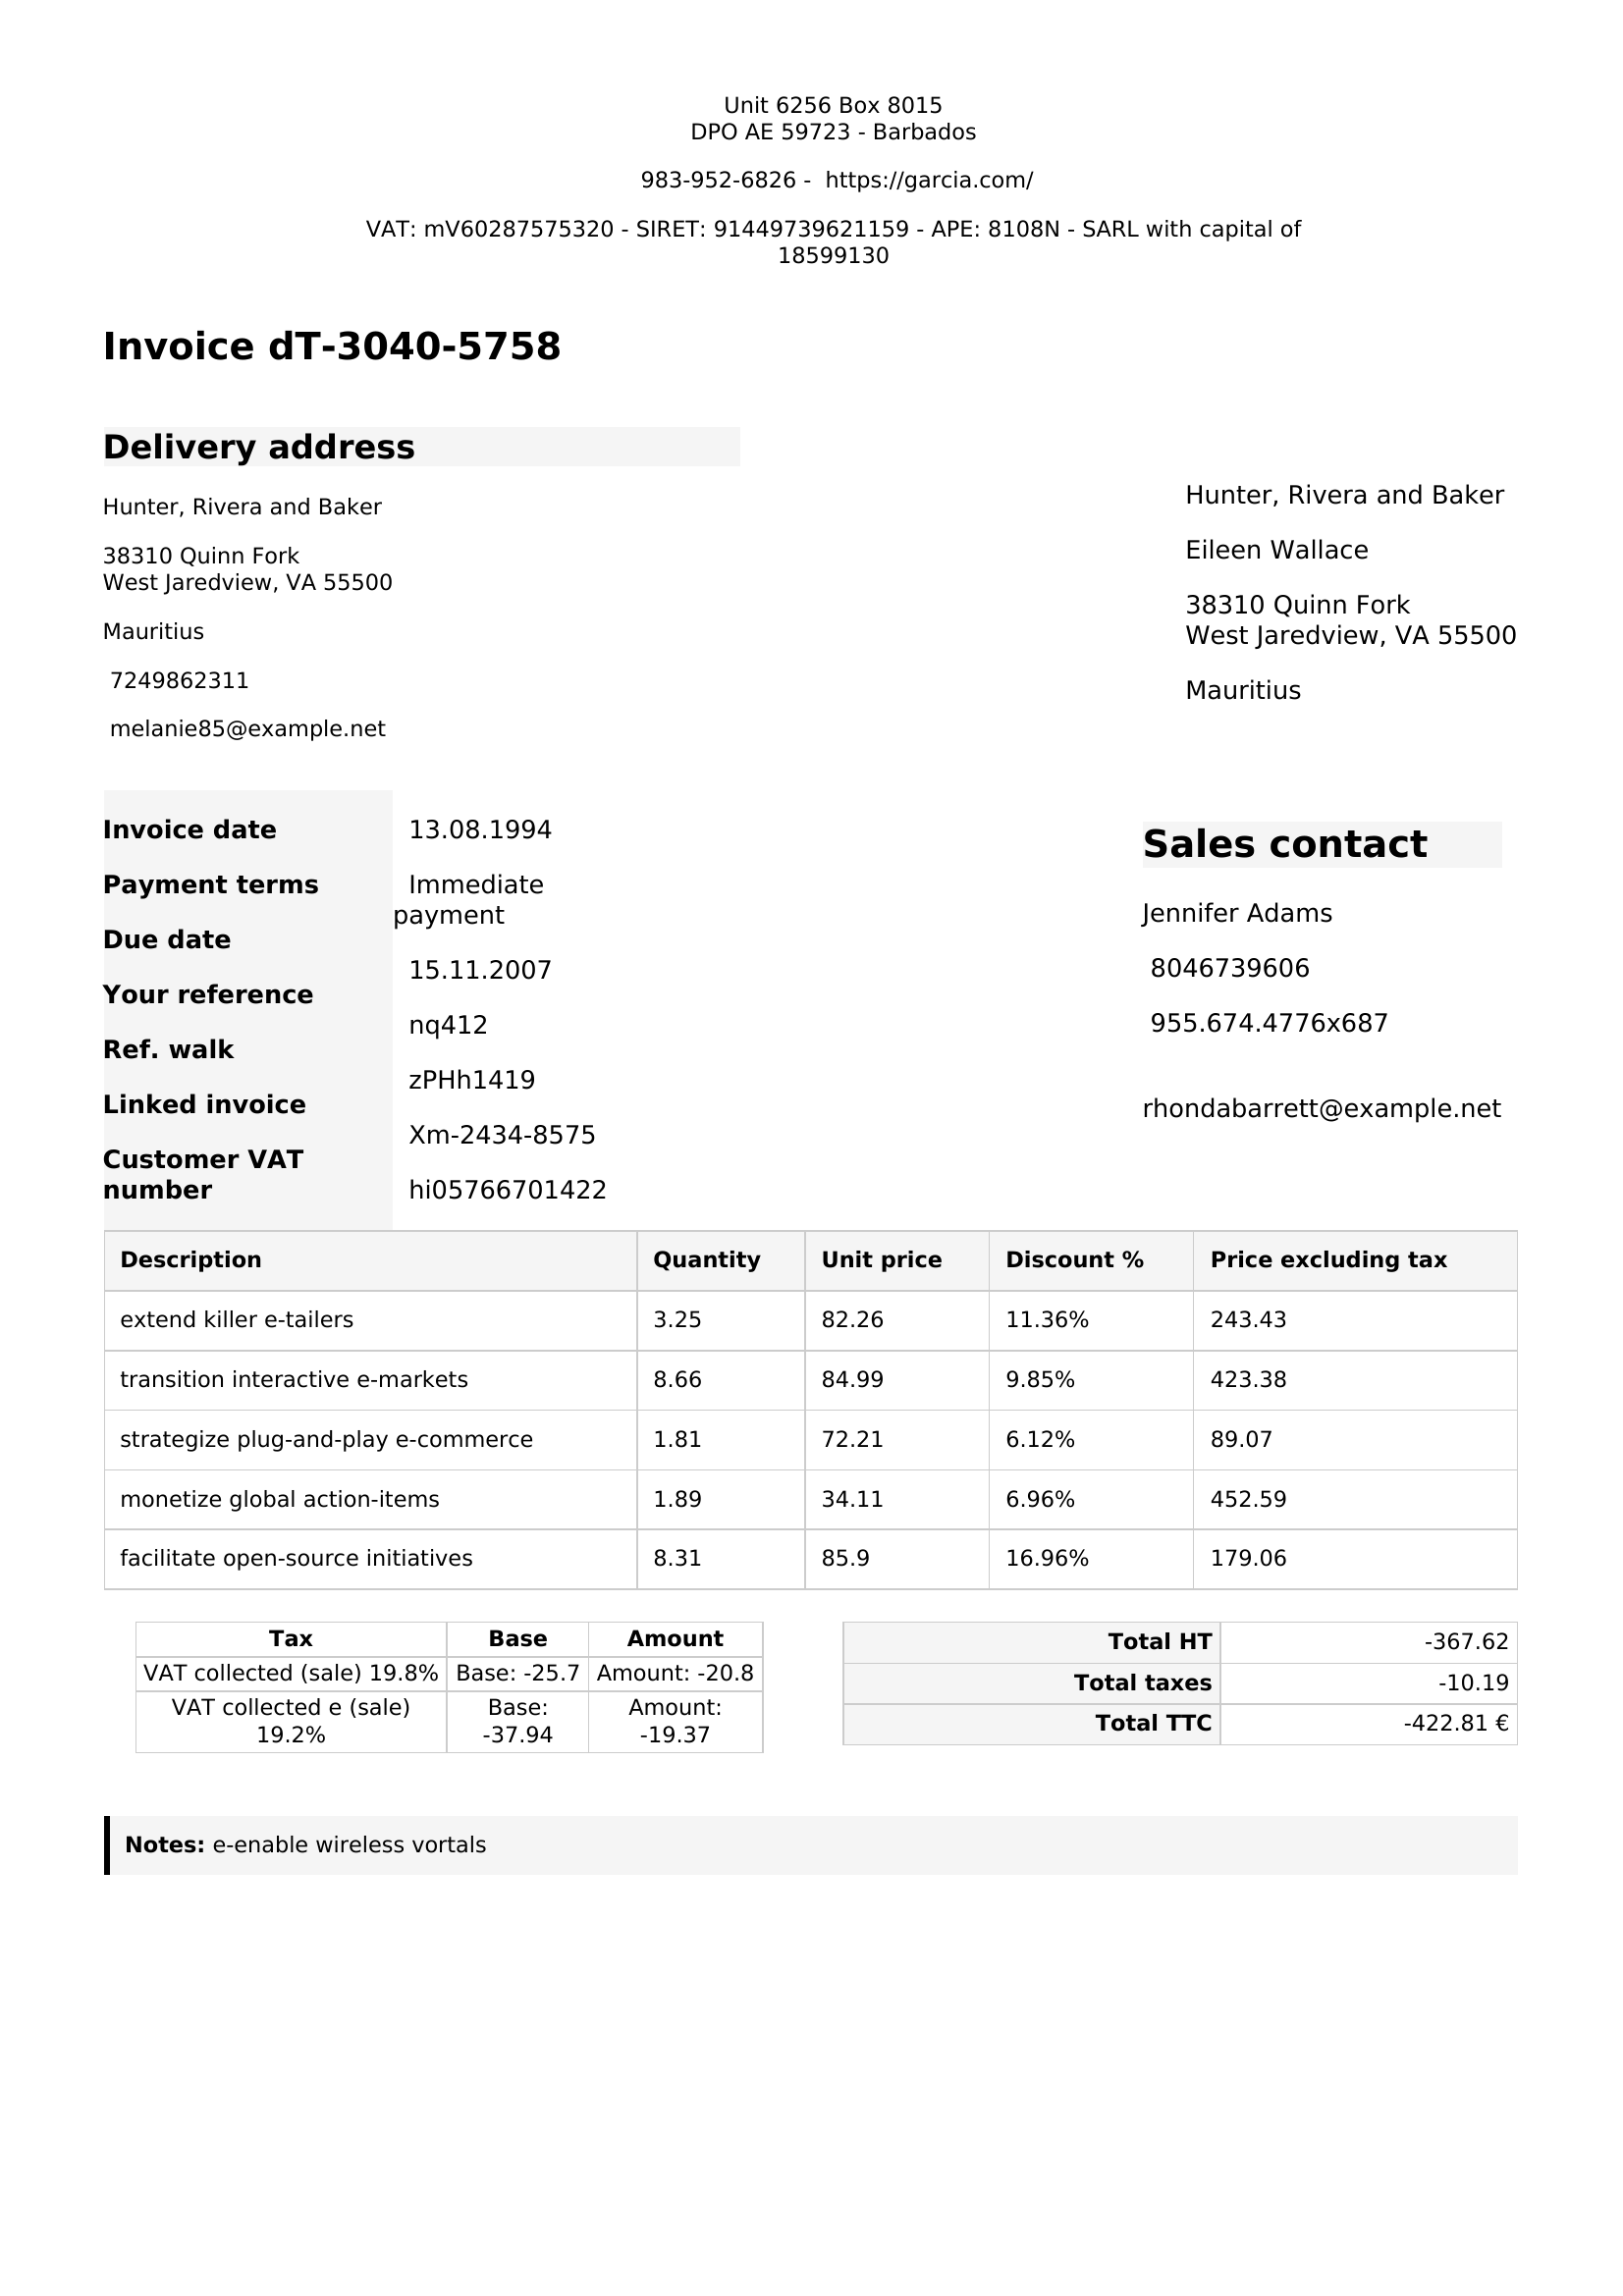 Unit 6256 Box 8015
DPO AE 59723 - Barbados
983-952-6826 - https://garcia.com/
VAT: mV60287575320 - SIRET: 91449739621159 - APE: 8108N - SARL with capital of
18599130
Invoice dT-3040-5758
Delivery address
Hunter, Rivera and Baker
38310 Quinn Fork
West Jaredview, VA 55500
Mauritius
7249862311
melanie85@example.net
Hunter, Rivera and Baker
Eileen Wallace
38310 Quinn Fork
West Jaredview, VA 55500
Mauritius
Invoice date
Payment terms
Due date
Your reference
Ref. walk
Linked invoice
Customer VAT
number
13.08.1994
Immediate
payment
15.11.2007
nq412
zPHh1419
Xm-2434-8575
hi05766701422
Sales contact
Jennifer Adams
8046739606
955.674.4776x687
rhondabarrett@example.net
Description Quantity Unit price Discount % Price excluding tax
extend killer e-tailers 3.25 82.26 11.36% 243.43
transition interactive e-markets 8.66 84.99 9.85% 423.38
strategize plug-and-play e-commerce 1.81 72.21 6.12% 89.07
monetize global action-items 1.89 34.11 6.96% 452.59
facilitate open-source initiatives 8.31 85.9 16.96% 179.06
Tax Base Amount
VAT collected (sale) 19.8% Base: -25.7 Amount: -20.8
VAT collected e (sale) Base: Amount:
19.2% -37.94 -19.37
Total HT -367.62
Total taxes -10.19
Total TTC -422.81 €
Notes: e-enable wireless vortals